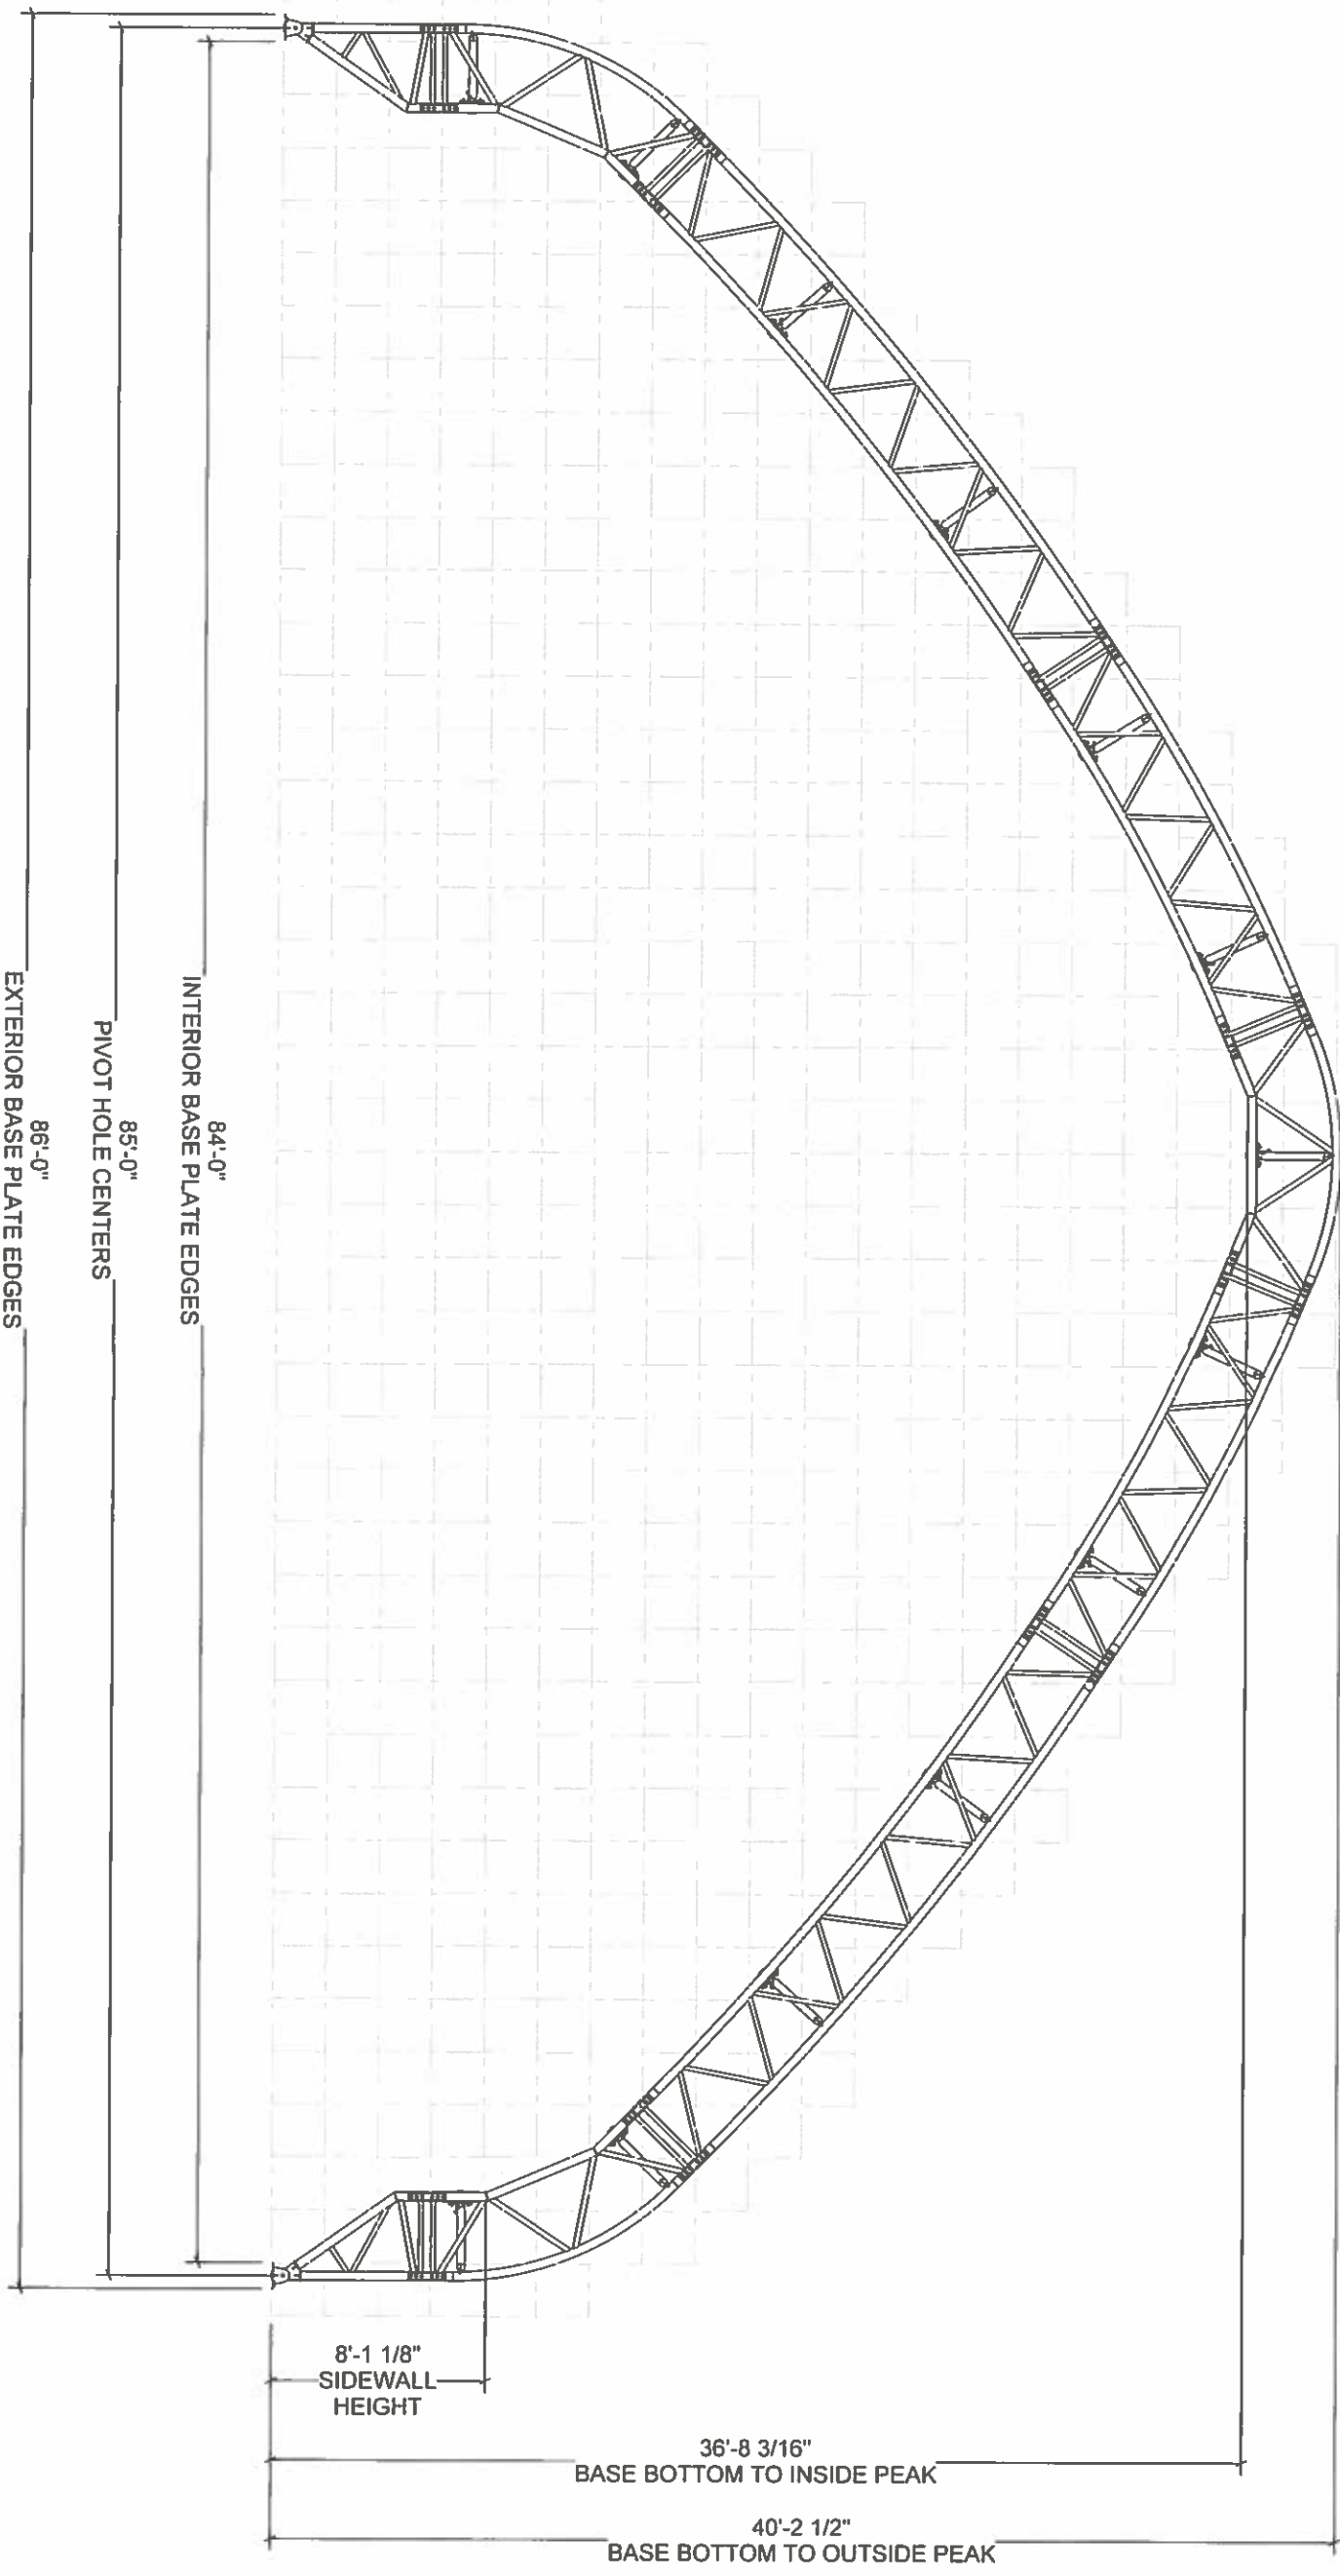 84'-0"
INTERIOR BASE PLATE EDGES
85'-0"
PIVOT HOLE CENTERS
86'-0"
EXTERIOR BASE PLATE EDGES
8'-1 1/8"
SIDEWALL
HEIGHT
36'-8 3/16"
BASE BOTTOM TO INSIDE PEAK
40'-2 1/2"
BASE BOTTOM TO OUTSIDE PEAK